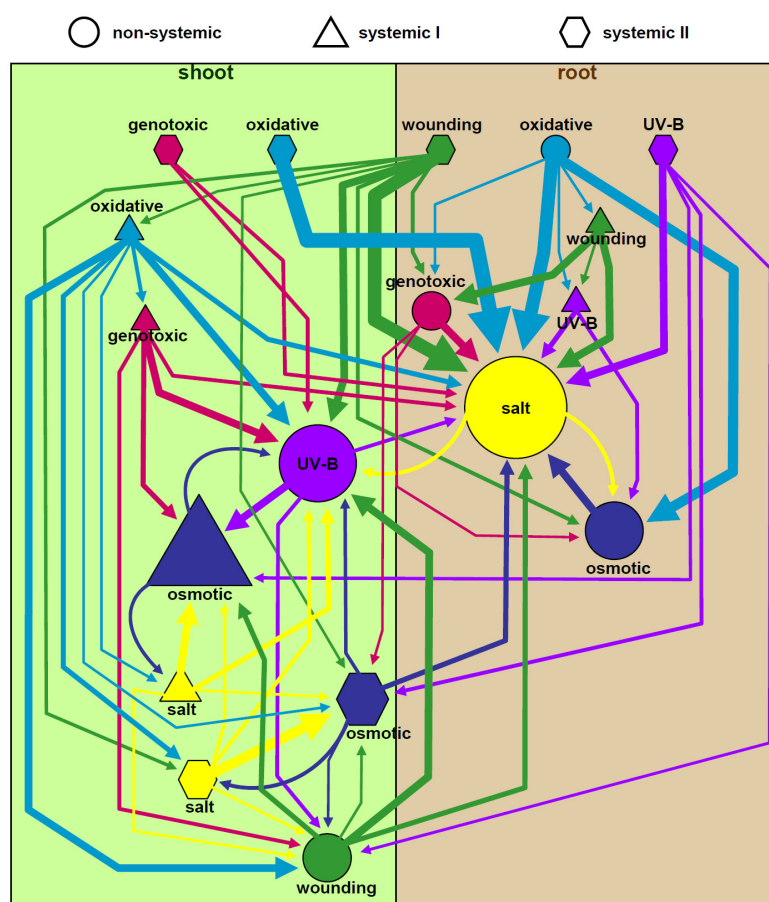 non-systemic systemic I systemic II
shoot root
genotoxic oxidative wounding oxidative UV-B
oxidative
wounding
genotoxic
UV-B
genotoxic
salt
UV-B
osmotic
osmotic
salt
osmotic
salt
wounding